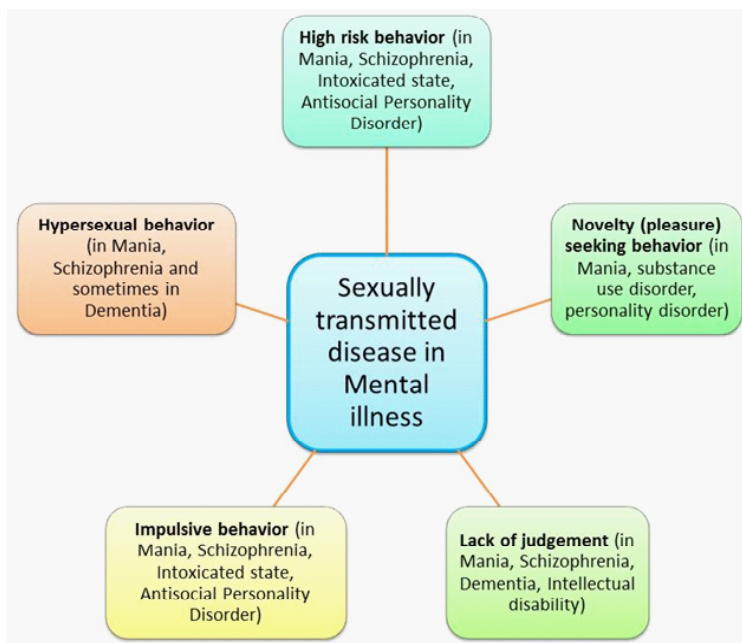 High risk behavior (in
Mania, Schizophrenia,
Intoxicated state,
Antisocial Personality
Disorder)
Hypersexual behavior
(in Mania,
Schizophrenia and
sometimes in
Dementia)
Novelty (pleasure)
seeking behavior (in
Mania, substance
use disorder,
personality disorder)
Sexually
transmitted
disease in
Mental
illness
Impulsive behavior (in
Mania, Schizophrenia,
Intoxicated state,
Antisocial Personality
Disorder)
Lack of judgement (in
Mania, Schizophrenia,
Dementia, Intellectual
disability)